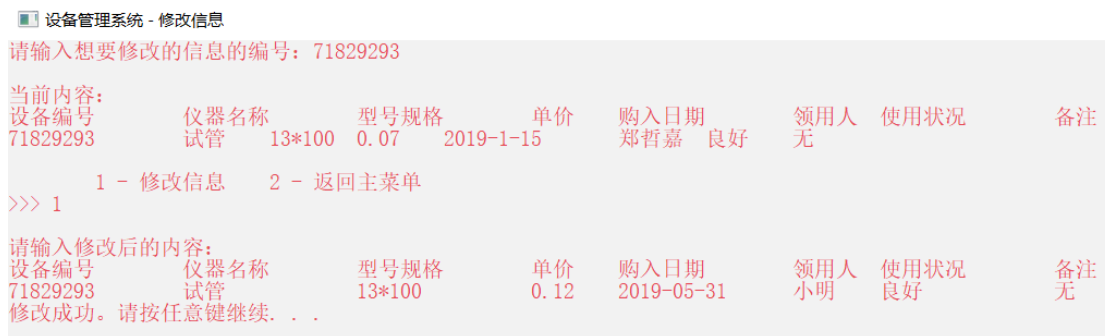 设备管理系统 - 修改信息
请输入想要修改的信息的编号：71829293
当前内容：
设备编号 仪器名称 型号规格 单价 购入日期 领用人 使用状况 备注
71829293 试管 13*100 0.07 2019-1-15 郑哲嘉 良好 无
1 - 修改信息 2 - 返回主菜单
>>> 1
请输入修改后的内容：
设备编号 仪器名称 型号规格 单价 购入日期 领用人 使用状况 备注
71829293 试管 13*100 0.12 2019-05-31 小明 良好 无
修改成功。请按任意键继续. . .